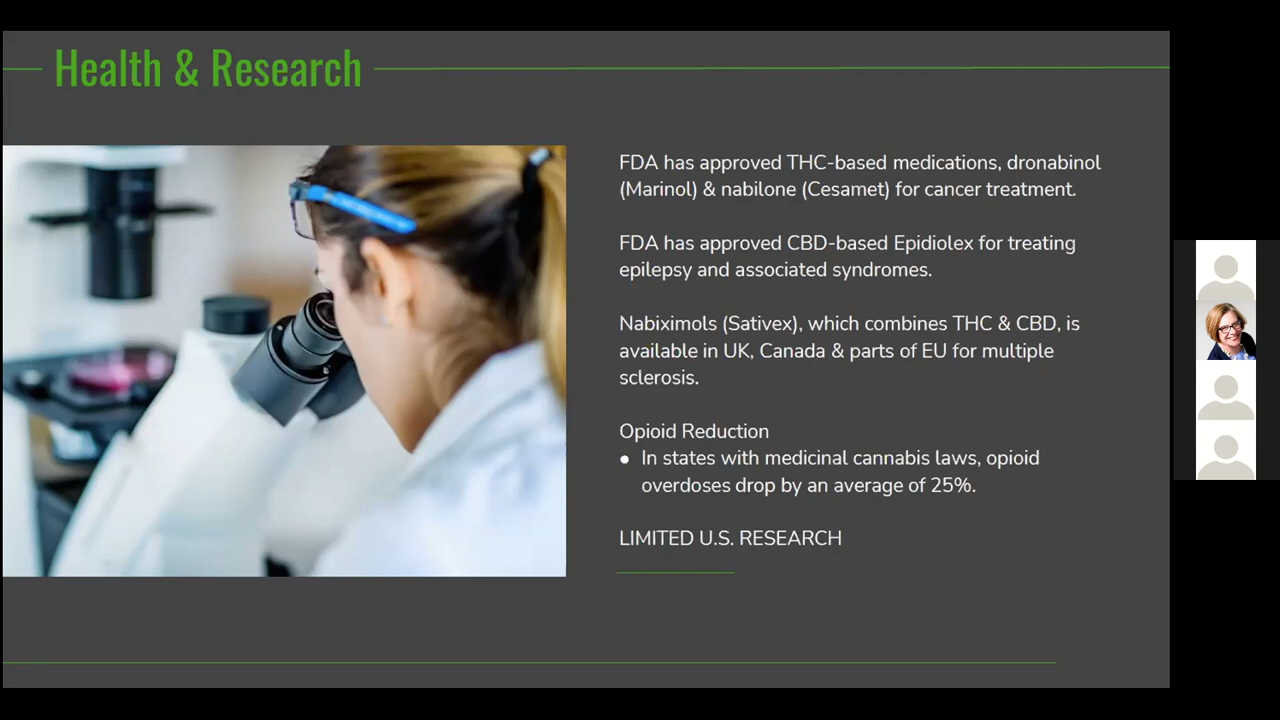 Health & Research
FDA has approved THC-based medications, dronabinol
(Marinol) & nabilone (Cesamet) for cancer treatment.
FDA has approved CBD-based Epidiolex for treating
epilepsy and associated syndromes.
Nabiximols (Sativex), which combines THC & CBD, is
available in UK, Canada & parts of EU for multiple
sclerosis.
Opioid Reduction
● In states with medicinal cannabis laws, opioid
overdoses drop by an average of 25%.
LIMITED U.S. RESEARCH